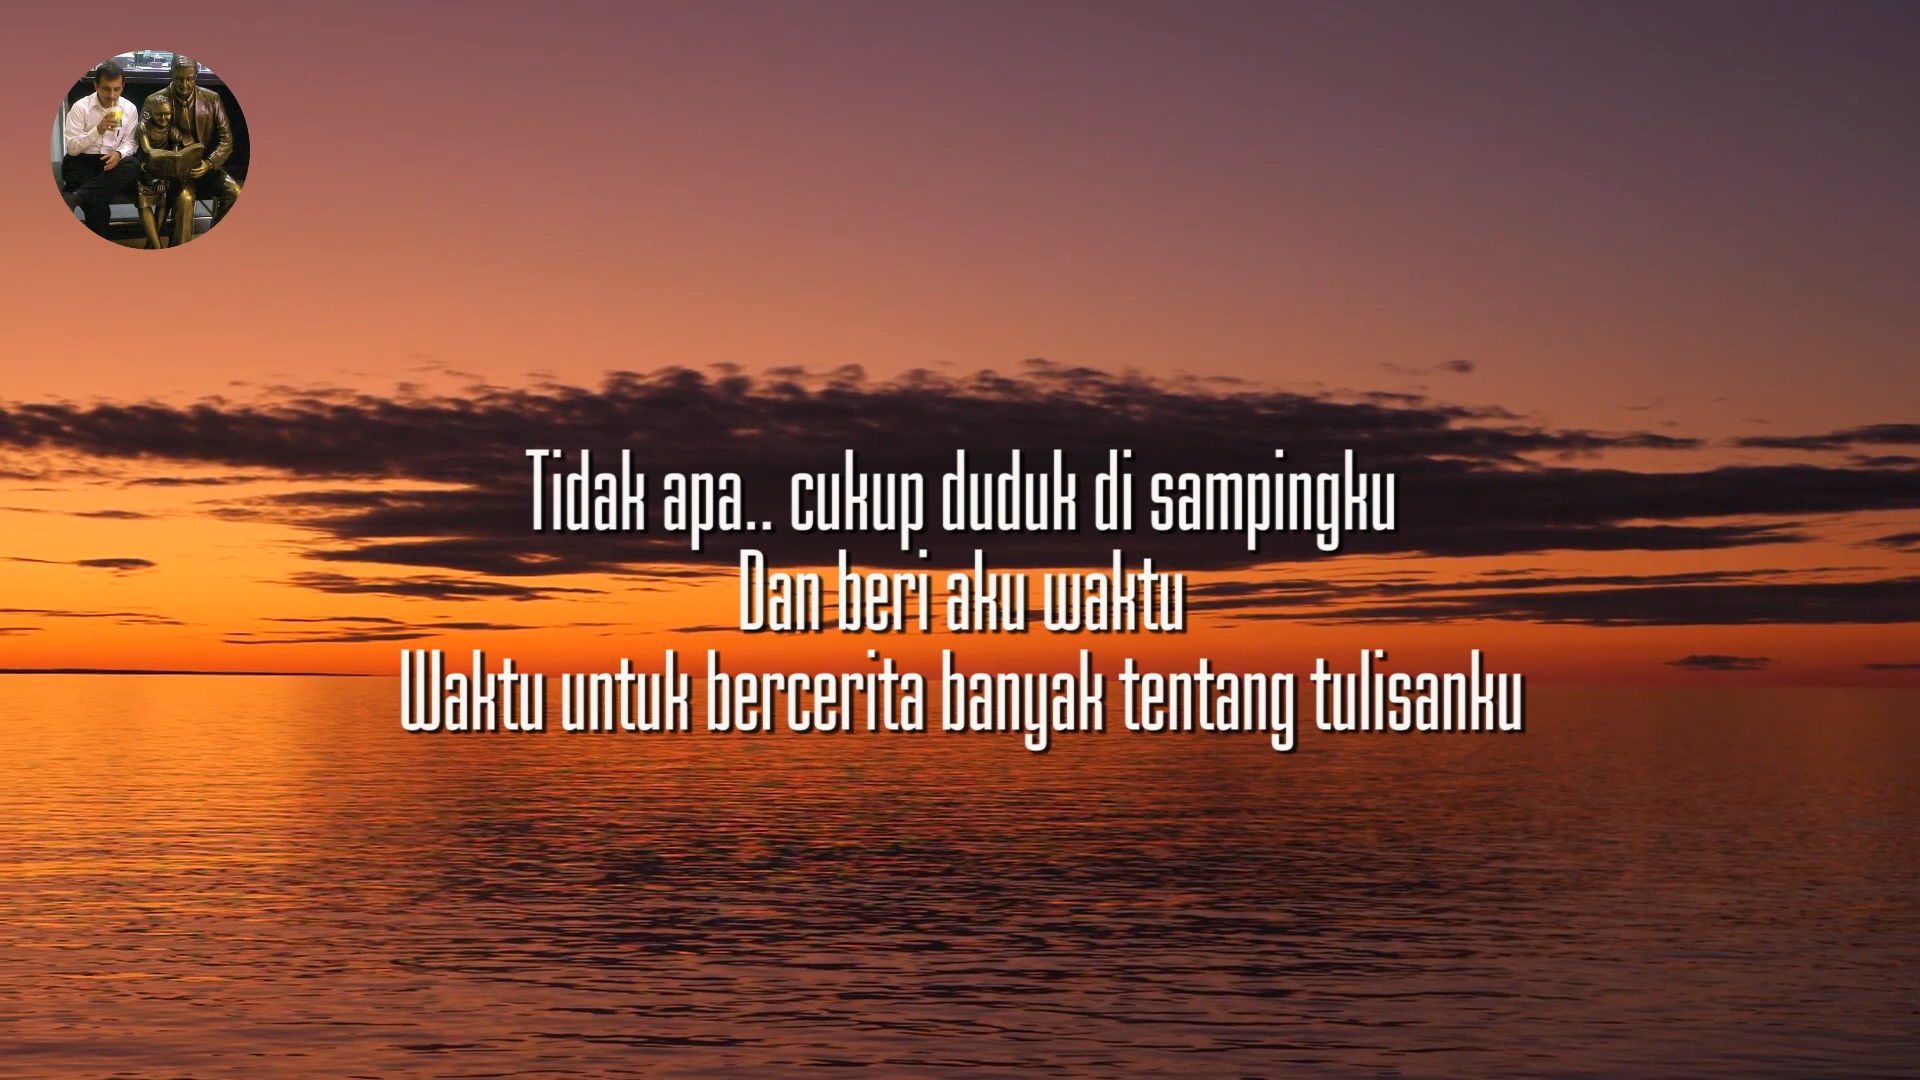 Tidak apa.. cukup duduk di sampingku
Dan beri aku waktu
Waktu untuk bercerita banyak tentang tulisanku